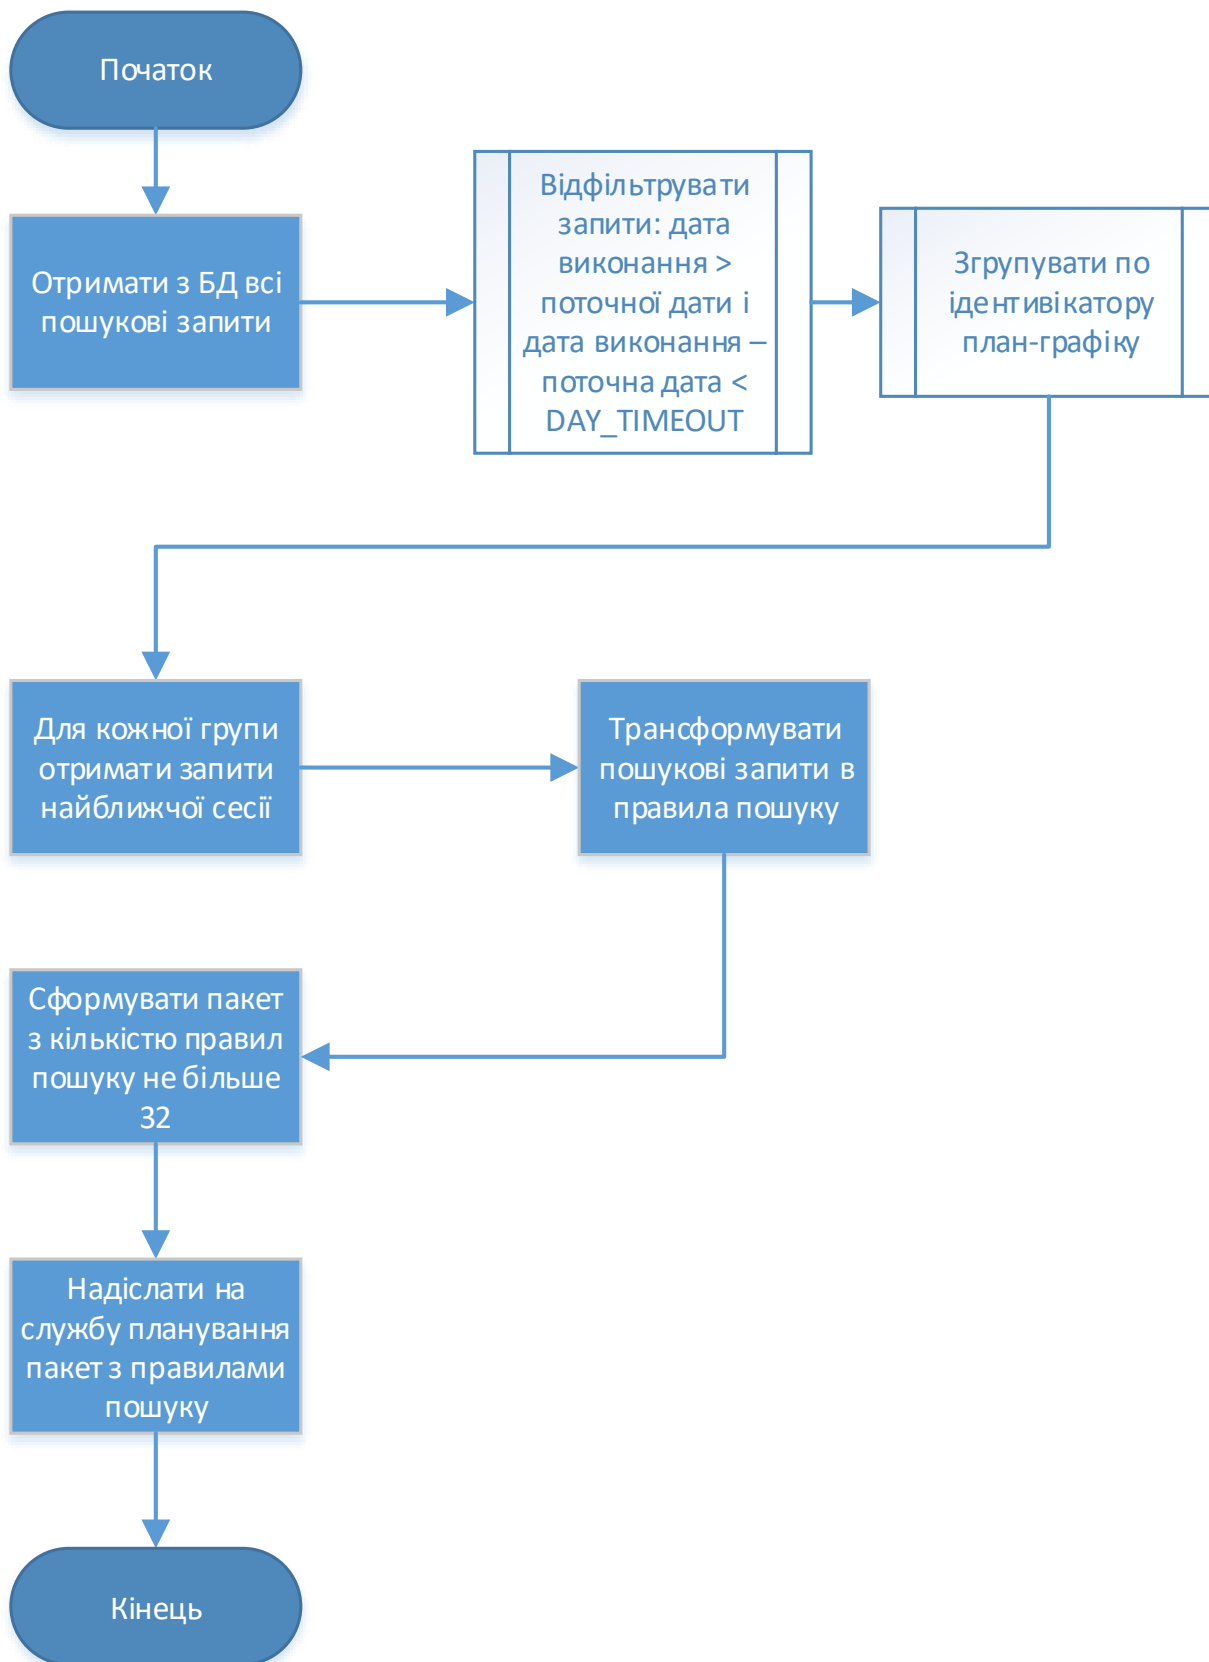 Початок
Отримати з БД всі
пошукові запити
Відфільтрувати
запити: дата
виконання >
поточної дати і
дата виконання –
поточна дата <
DAY_TIMEOUT
Згрупувати по
ідентивікатору
план-графіку
Для кожної групи
отримати запити
найближчої сесії
Трансформувати
пошукові запити в
правила пошуку
Сформувати пакет
з кількістю правил
пошуку не більше
32
Надіслати на
службу планування
пакет з правилами
пошуку
Кінець